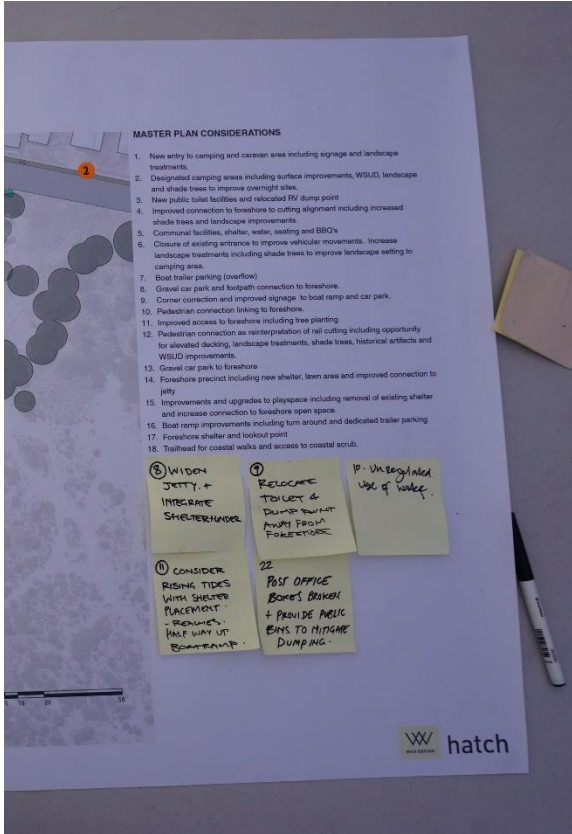 MASTER PLAN CONSIDERATIONS
1. New entry to camping and caravan area including signage and landscape
treatments.
2. Designated camping areas including surface improvements, WSUD, landscape
and shade trees to improve overnight sites.
3. New public toilet facilities and relocated RV dump point
4. Improved connection to foreshore to cutting alignment including increased
shade trees and landscape improvements.
5. Communal facilities, shelter, water, seating and BBQ's
6. Closure of existing entrance to improve vehicular movements. Increase
landscape treatments including shade trees to improve landscape setting to
camping area.
7. Boat trailer parking (overflow)
8. Gravel car park and footpath connection to foreshore.
9. Corner correction and improved signage to boat ramp and car park.
10. Pedestrian connection linking to foreshore.
11. Improved access to foreshore including tree planting
12. Pedestrian connection as reinterpretation of rail cutting including opportunity
for elevated decking, landscape treatments, shade trees, historical artifacts and
WSUD improvements.
13. Gravel car park to foreshore
14. Foreshore precinct including new shelter, lawn area and improved connection to
jetty
15. Improvements and upgrades to playspace including removal of existing shelter
and increase connection to foreshore open space.
16. Boat ramp improvements including turn around and dedicated trailer parking
17. Foreshore shelter and lookout point
18. Trailhead for coastal walks and access to coastal scrub.
2
8 WIDEN
JETTY. +
INTEGRATE
SHELTER UNDER
9
RELOCATE
TOILET &
DUMP POINT
AWAY FROM
FORESHORE
10. Unregulated
use of water.
11 CONSIDER
RISING TIDES
WITH SHELTER
PLACEMENT.
HALF WAY UP
BOATRAMP.
22
POST OFFICE
BOXES BROKEN
+ PROVIDE PUBLIC
BINS TO MITIGATE
DUMPING.
10 20 50
WAX DESIGN
hatch